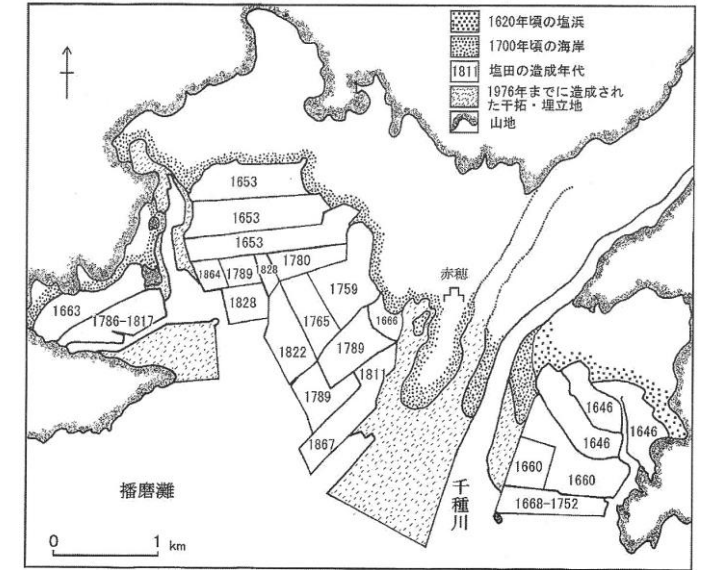 1620年頃の塩浜
1700年頃の海岸
1811 塩田の造成年代
1976年までに造成され
た干拓・埋立地
山地
1653
1653
1653
1864
1789
1828
1780
1828
1759
赤穂
1663
1786-1817
1765
1666
1822
1789
1811
1789
1867
1646
1646
1646
1660
1660
1668-1752
播磨灘
千種川
0 1 km